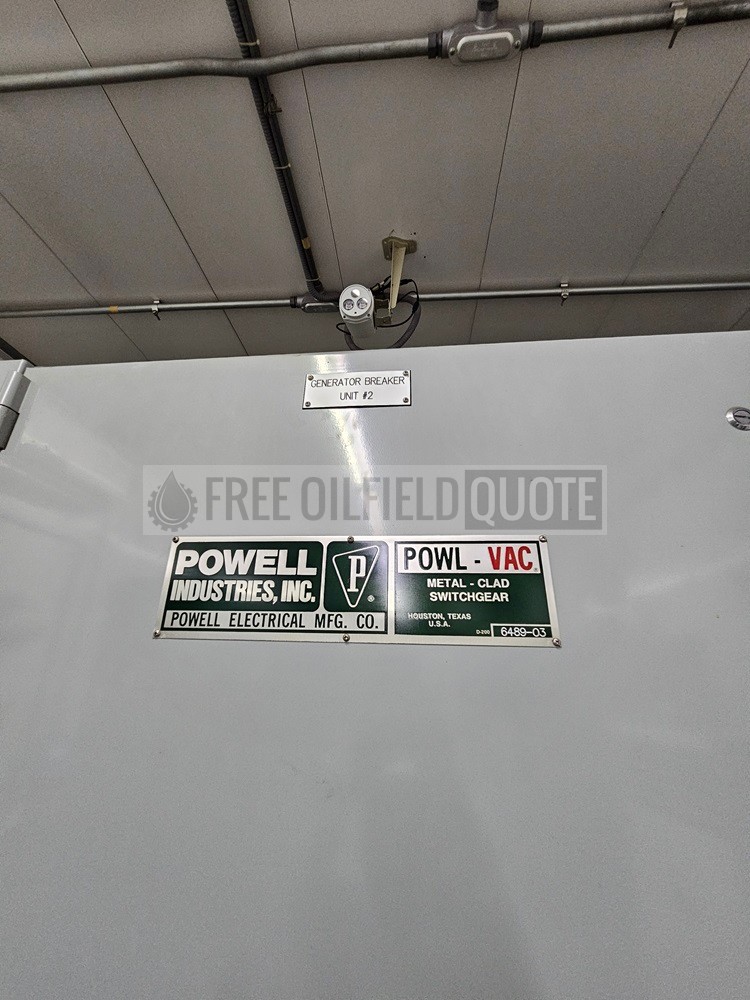 GENERATOR BREAKER
UNIT #2
FREE OILFIELD QUOTE
POWELL
INDUSTRIES, INC.
P
®
POWELL ELECTRICAL MFG. CO.
POWL - VAC®
METAL - CLAD
SWITCHGEAR
HOUSTON, TEXAS
U.S.A.
D-200 6489-03